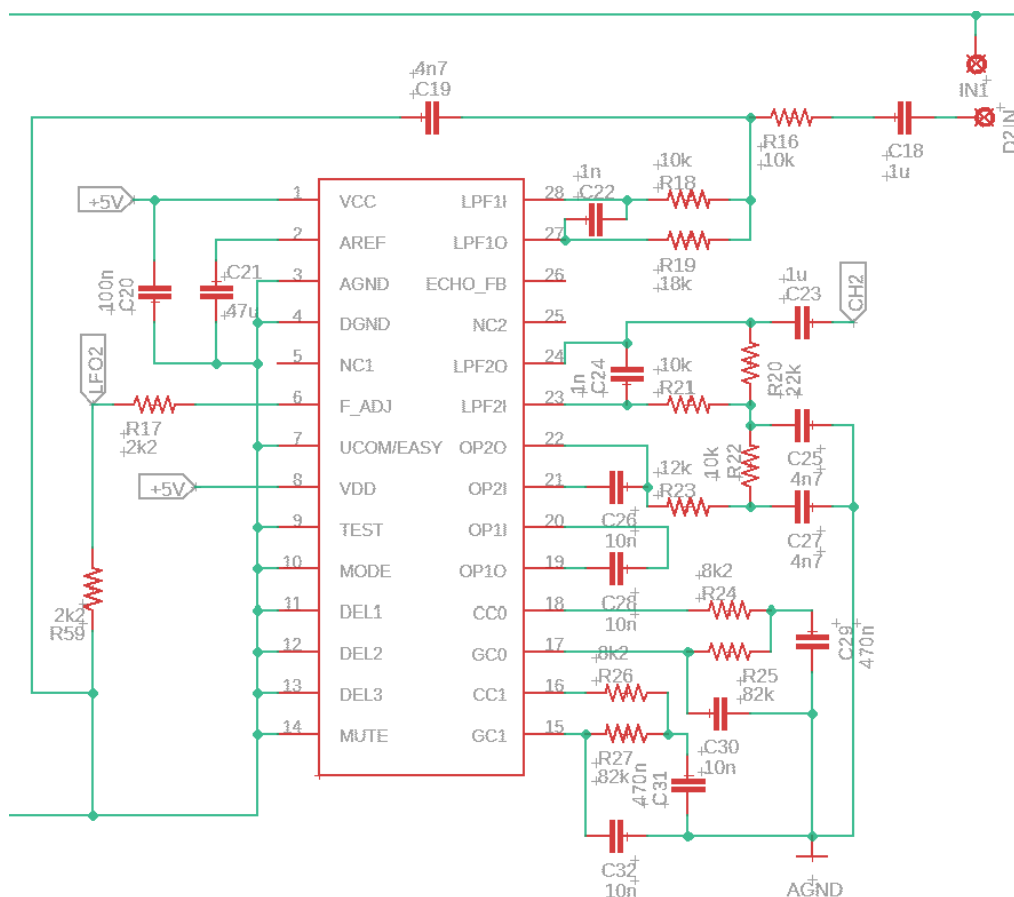 4n7
C19
IN1
D2IN
R16
10k
C18
1u
+5V
1
VCC
LPF1I
28
1n
C22
10k
R18
2
AREF
LPF1O
27
R19
18k
100n
C20
C21
47u
3
AGND
ECHO_FB
26
1u
C23
CH2
4
DGND
NC2
25
LFO2
5
NC1
LPF2O
24
1n
C24
10k
R21
R20
22k
R17
2k2
6
F_ADJ
LPF2I
23
7
UCOM/EASY
OP2O
22
10k
R22
C25
4n7
+5V
8
VDD
OP2I
21
12k
R23
C26
10n
9
TEST
OP1I
20
C27
4n7
10
MODE
OP1O
19
C28
10n
8k2
R24
2k2
R59
11
DEL1
CC0
18
C29
470n
12
DEL2
GC0
17
8k2
R26
R25
82k
13
DEL3
CC1
16
14
MUTE
GC1
15
R27
82k
470n
C31
C30
10n
C32
10n
AGND